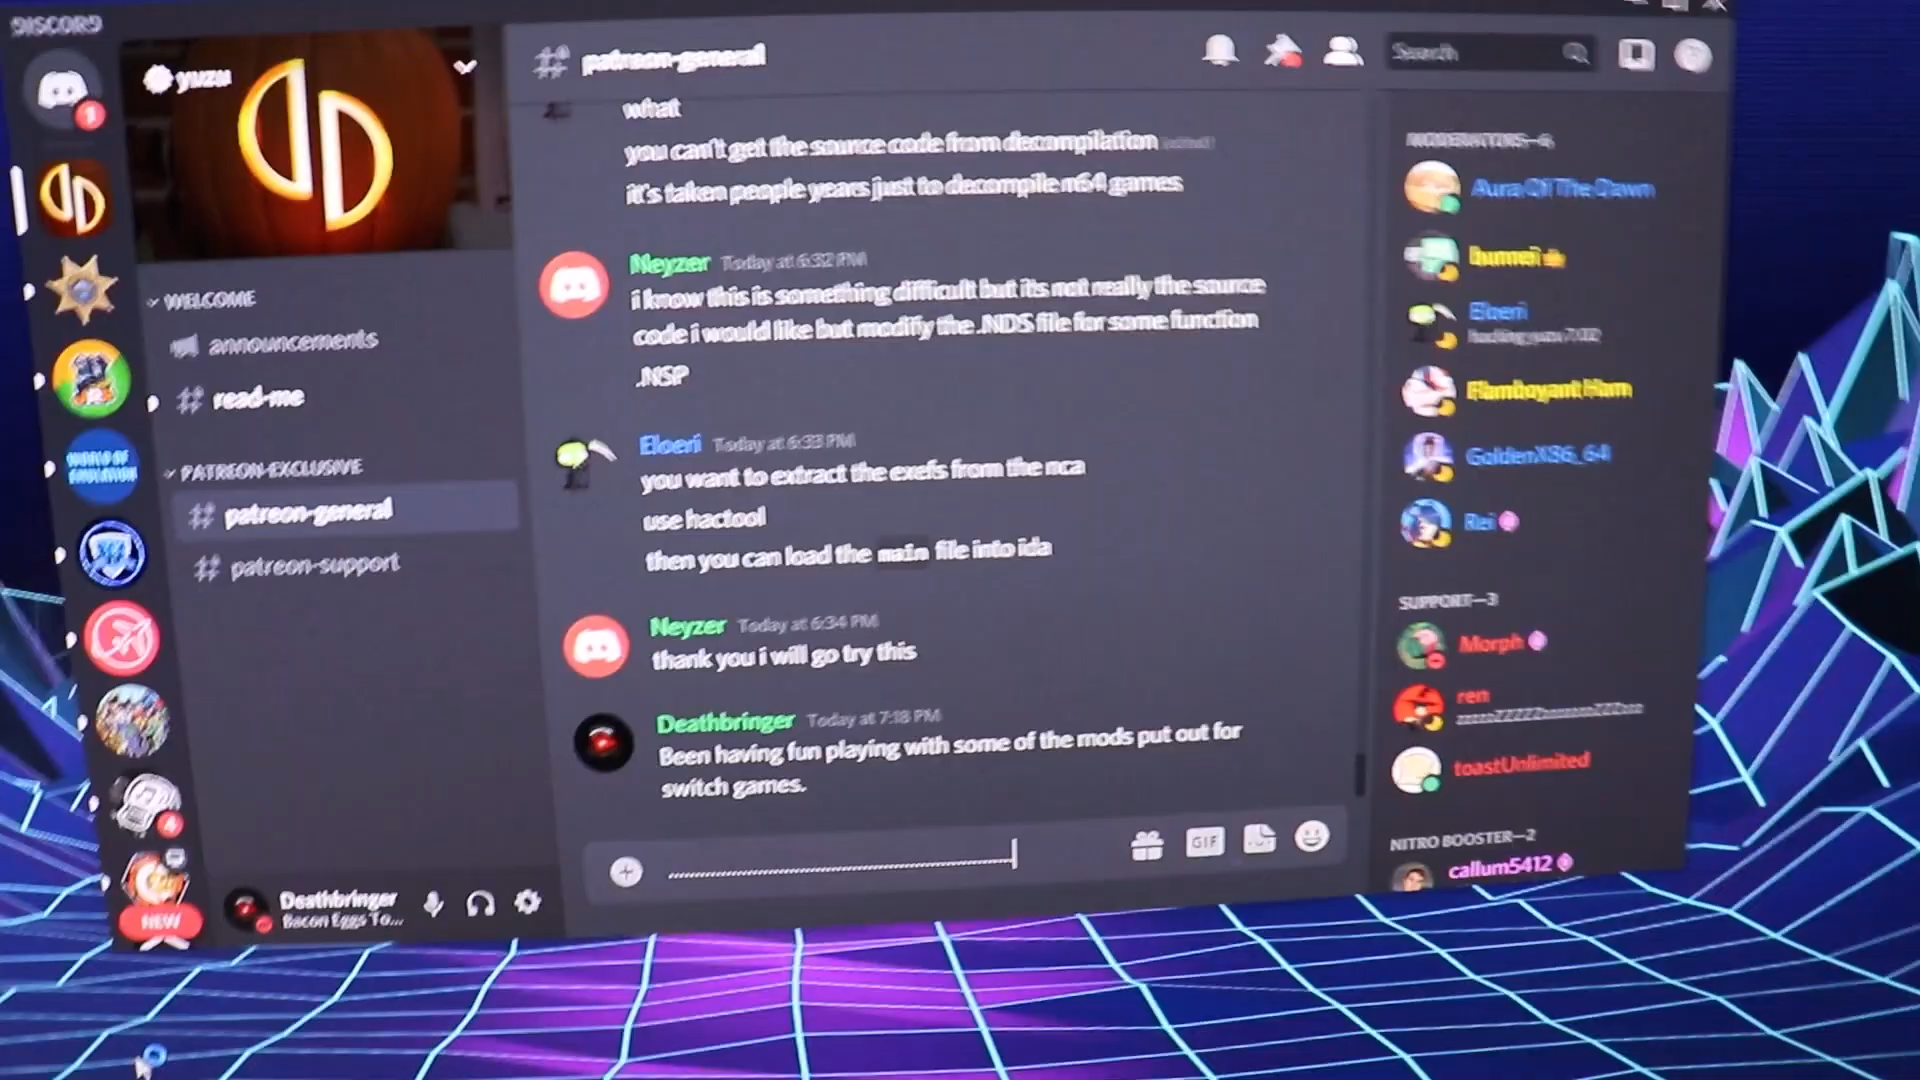 DISCORD
yuzu
WELCOME
announcements
read-me
PATREON-EXCLUSIVE
patreon-general
patreon-support
NEW
Deathbringer
Bacon Eggs To...
patreon-general
Search
what
you can't get the source code from decompilation
it's taken people years just to decompile n64 games
Neyzer Today at 6:32 PM
i know this is something difficult but its not really the source
code i would like but modify the .NDS file for some function
.NSP
Eloeri Today at 6:33 PM
you want to extract the exefs from the nca
use hactool
then you can load the main file into ida
Neyzer Today at 6:34 PM
thank you i will go try this
Deathbringer Today at 7:18 PM
Been having fun playing with some of the mods put out for
switch games.
GIF
MODERATORS—6
Aura Of The Dawn
bunnei
Eloeri
Flamboyant Ham
GoldenX86_64
Rei
SUPPORT—3
Morph
ren
toastUnlimited
NITRO BOOSTER—2
callum5412